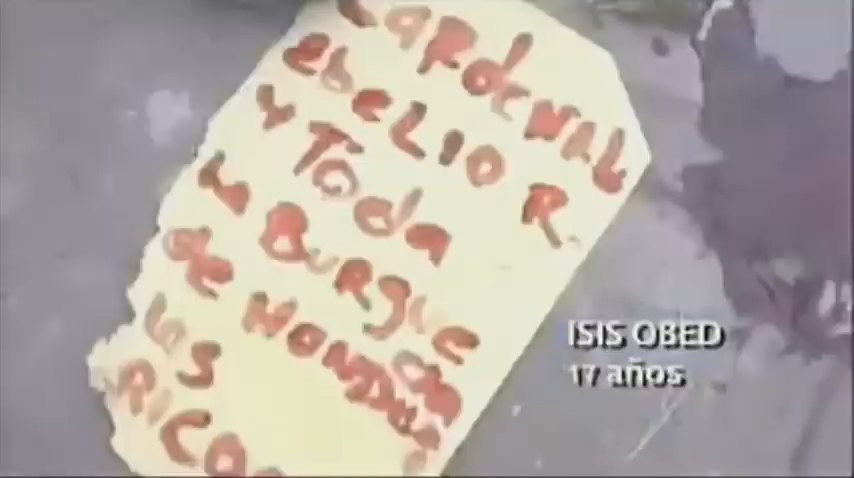 CARDENAL
ebeLIO R.
y TOda
la BURgue
de HONDURa
los
RICO
ISIS OBED
17 años